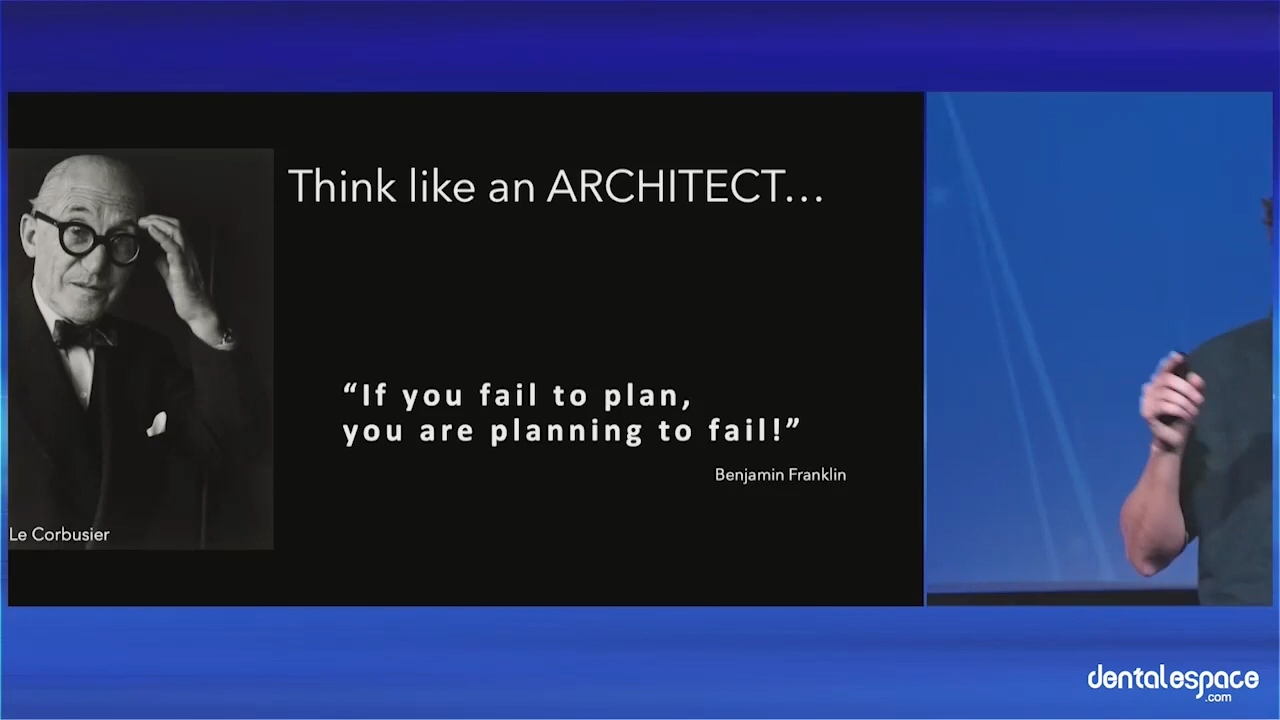 Think like an ARCHITECT...
“If you fail to plan,
you are planning to fail!”
Benjamin Franklin
Le Corbusier
dentalespace
.com